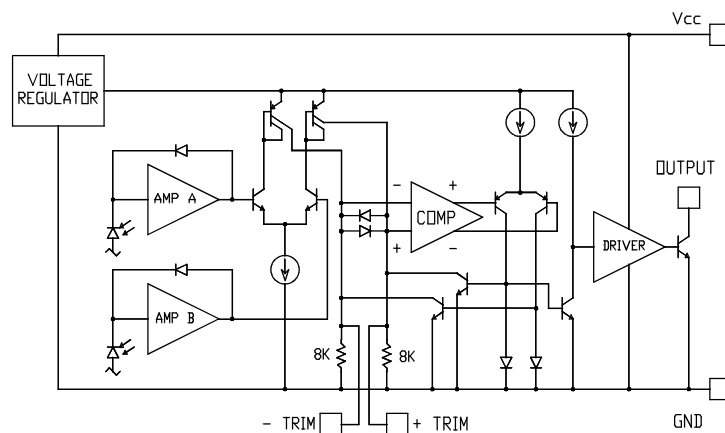 Vcc
VOLTAGE
REGULATOR
OUTPUT
AMP A
-
+
COMP
+
-
DRIVER
AMP B
8K
8K
- TRIM
+ TRIM
GND